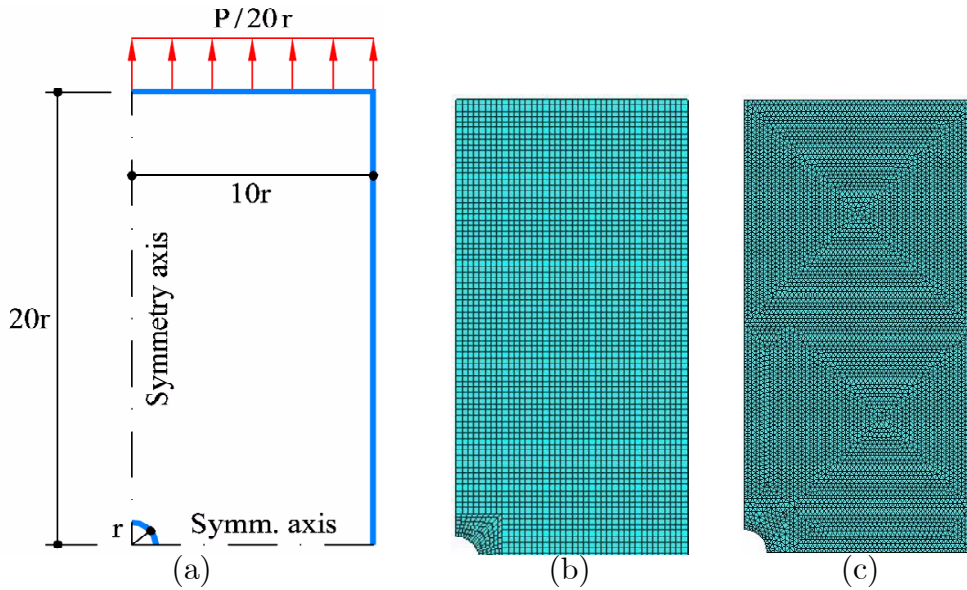 P/20r
10r
Symmetry axis
20r
r
Symm. axis
(a)
(b)
(c)